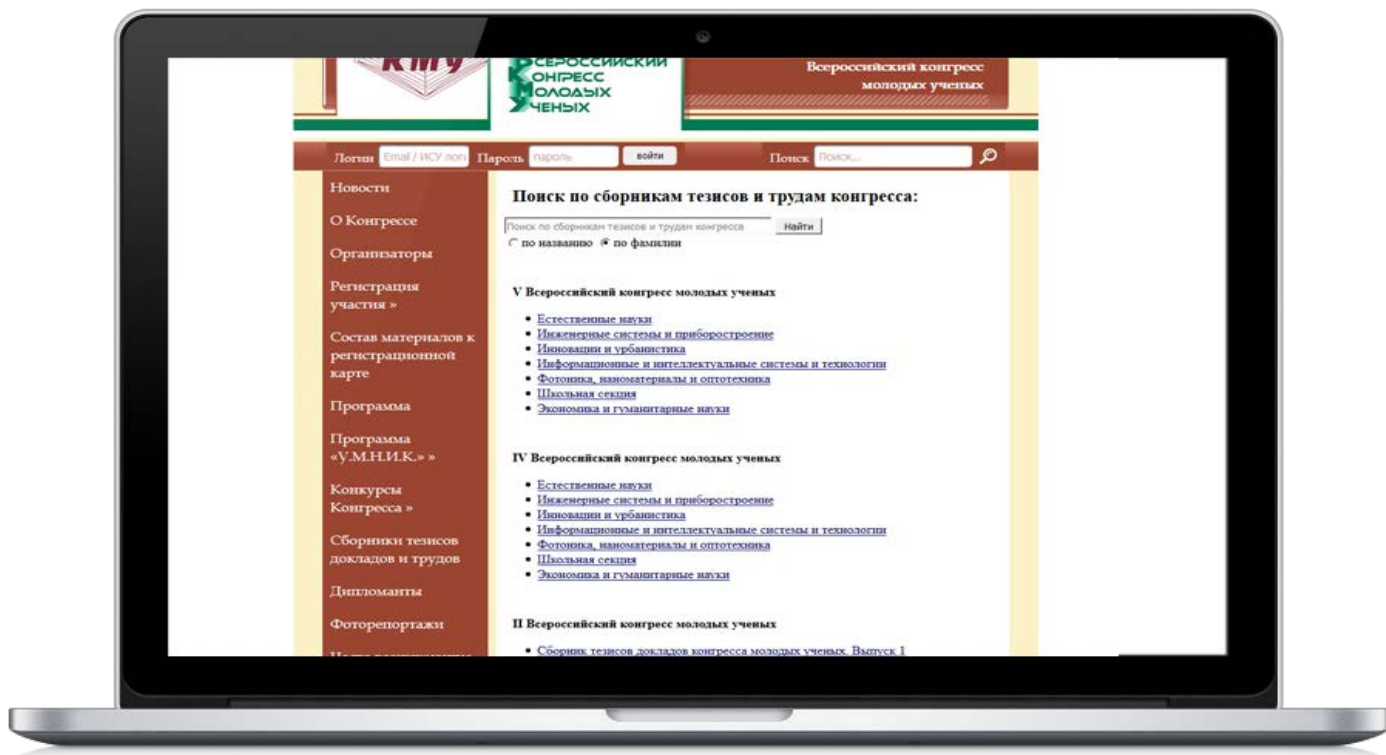 КМУ
ВСЕРОССИЙСКИЙ
КОНГРЕСС
МОЛОДЫХ
УЧЕНЫХ
Всероссийский конгресс
молодых ученых
Логин Email / ИСУ логи Пароль пароль войти Поиск Поиск...
Новости
О Конгрессе
Организаторы
Регистрация
участия »
Состав материалов к
регистрационной
карте
Программа
Программа
«У.М.Н.И.К.» »
Конкурсы
Конгресса »
Сборники тезисов
докладов и трудов
Дипломанты
Фоторепортажи
Поиск по сборникам тезисов и трудам конгресса:
Поиск по сборникам тезисов и трудам конгресса Найти
по названию по фамилии
V Всероссийский конгресс молодых ученых
Естественные науки
Инженерные системы и приборостроение
Инновации и урбанистика
Информационные и интеллектуальные системы и технологии
Фотоника, наноматериалы и оптотехника
Школьная секция
Экономика и гуманитарные науки
IV Всероссийский конгресс молодых ученых
Естественные науки
Инженерные системы и приборостроение
Инновации и урбанистика
Информационные и интеллектуальные системы и технологии
Фотоника, наноматериалы и оптотехника
Школьная секция
Экономика и гуманитарные науки
II Всероссийский конгресс молодых ученых
Сборник тезисов докладов конгресса молодых ученых. Выпуск 1